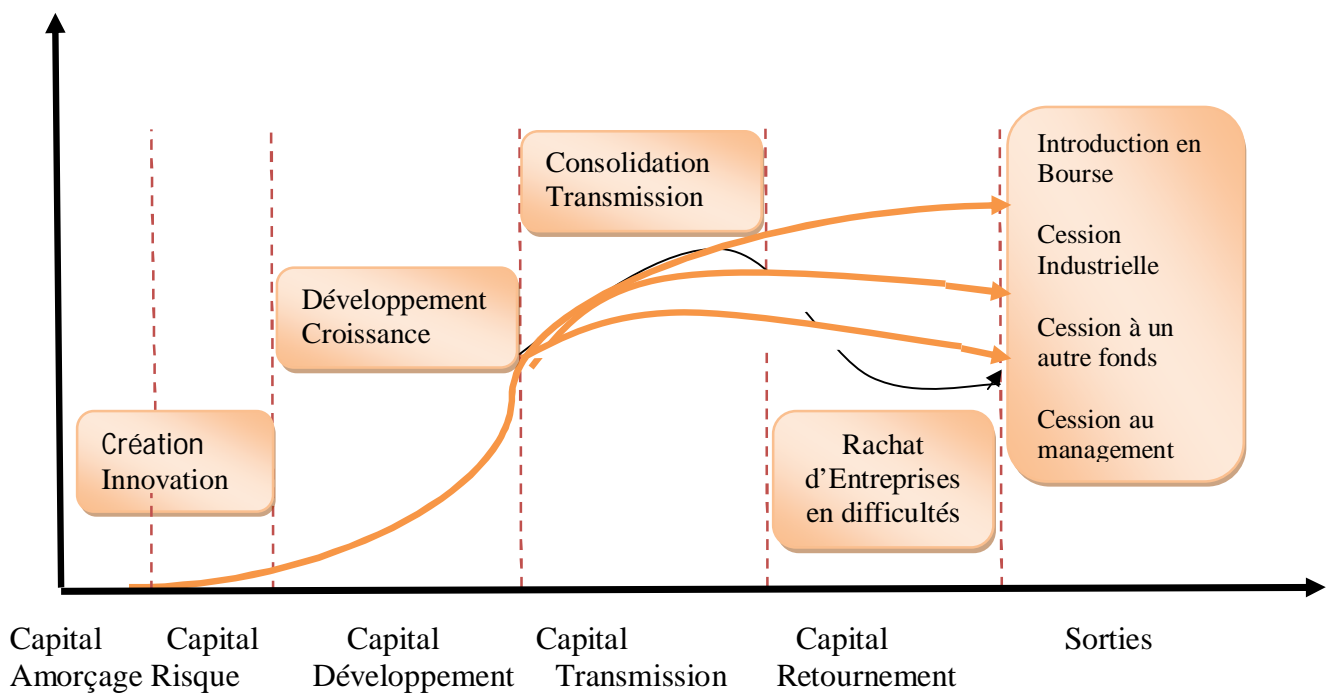 Consolidation
Transmission
Introduction en
Bourse
Cession
Industrielle
Cession à un
autre fonds
Cession au
management
Développement
Croissance
Création
Innovation
Rachat
d’Entreprises
en difficultés
Capital Capital Capital Capital Capital Sorties
Amorçage Risque Développement Transmission Retournement